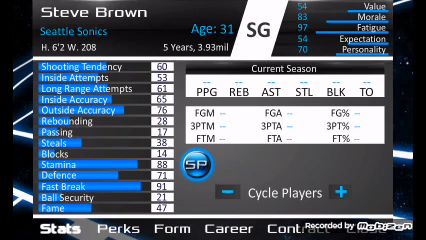 Steve Brown
Seattle Sonics
H. 6'2 W. 208
Age: 31
5 Years, 3.93mil
SG
54 Value
83 Morale
97 Fatigue
54 Expectation
70 Personality
Shooting Tendency 60
Inside Attempts 53
Long Range Attempts 61
Inside Accuracy 65
Outside Accuracy 76
Rebounding 28
Passing 17
Steals 38
Blocks 14
Stamina 88
Defence 71
Fast Break 91
Ball Security 21
Fame 47
Current Season
-- -- -- -- -- --
PPG REB AST STL BLK TO
FGM -- FGA -- FG% --
3PTM -- 3PTA -- 3PT% --
FTM -- FTA -- FT% --
SP
- Cycle Players +
Stats Perks Form Career Contract
Recorded by